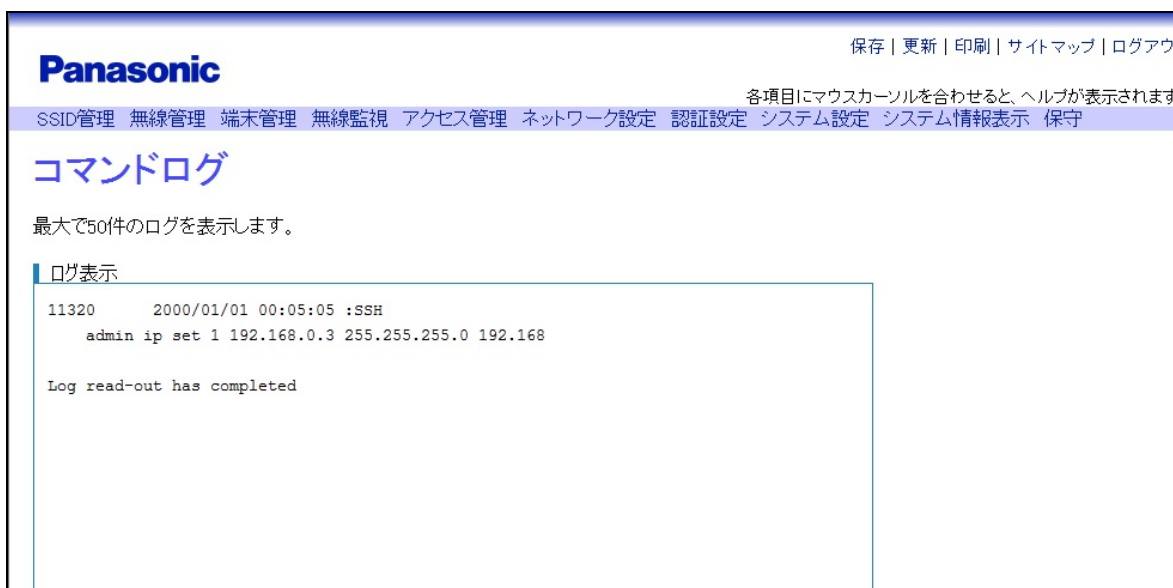 保存 | 更新 | 印刷 | サイトマップ | ログアウ
Panasonic
各項目にマウスカーソルを合わせると、ヘルプが表示されます
SSID管理 無線管理 端末管理 無線監視 アクセス管理 ネットワーク設定 認証設定 システム設定 システム情報表示 保守
コマンドログ
最大で50件のログを表示します。
ログ表示
11320 2000/01/01 00:05:05 :SSH
admin ip set 1 192.168.0.3 255.255.255.0 192.168
Log read-out has completed